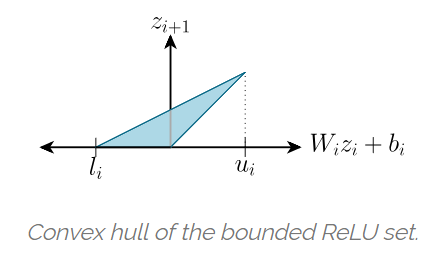 z_{i+1}
W_i z_i + b_i
l_i
u_i
Convex hull of the bounded ReLU set.